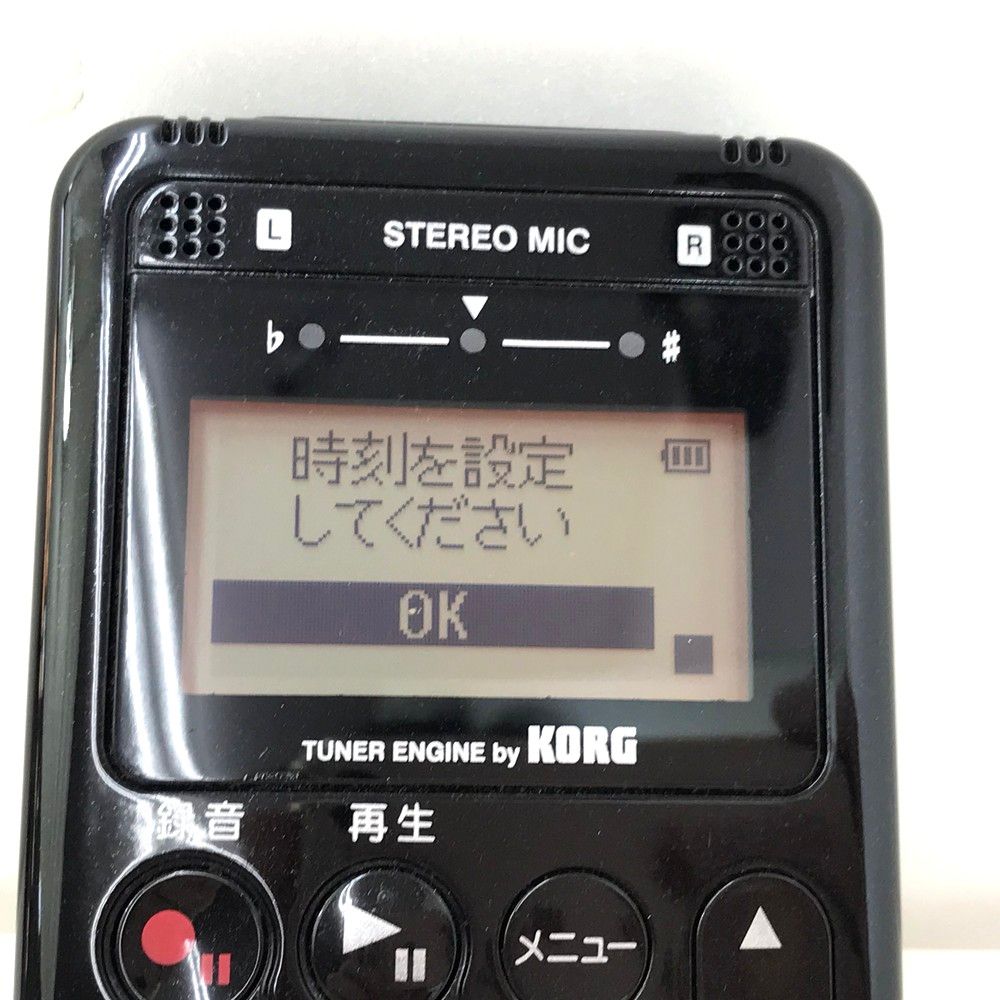 L STEREO MIC R
♭ ♯
時刻を設定
してください
OK
TUNER ENGINE by KORG
録音 再生
メニュー